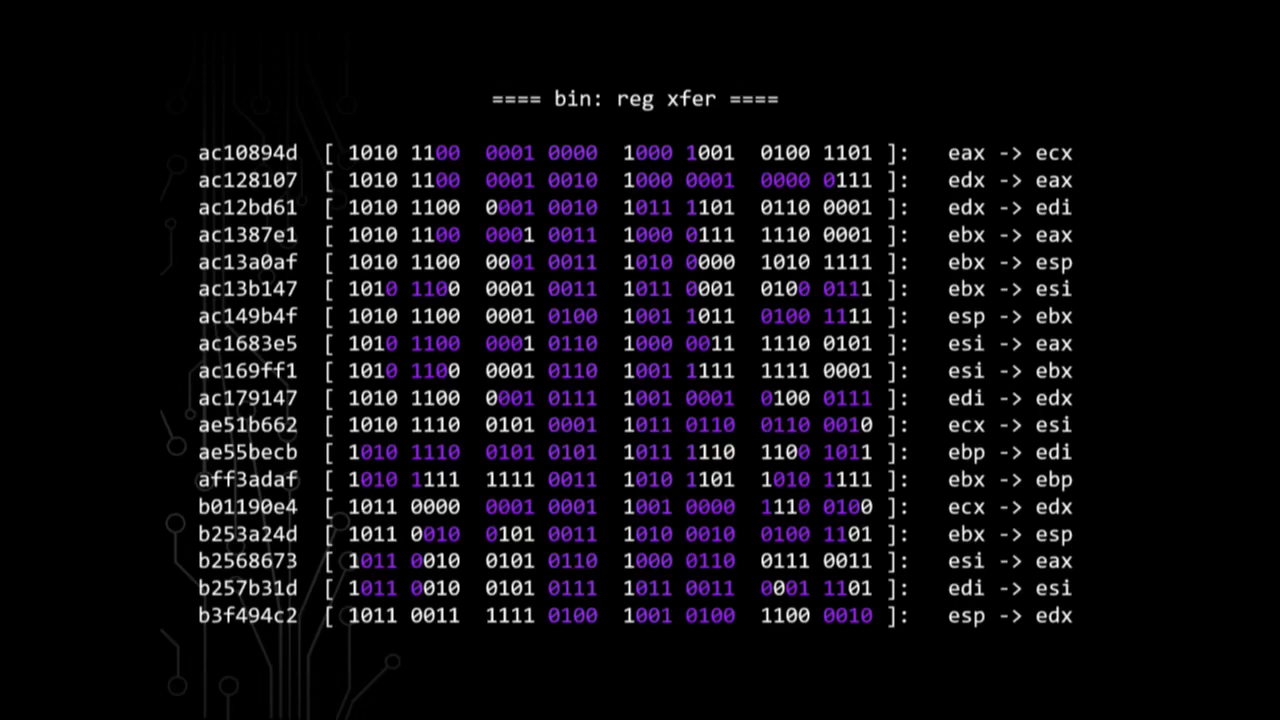 ==== bin: reg xfer ====
ac10894d [ 1010 1100 0001 0000 1000 1001 0100 1101 ]: eax -> ecx
ac128107 [ 1010 1100 0001 0010 1000 0001 0000 0111 ]: edx -> eax
ac12bd61 [ 1010 1100 0001 0010 1011 1101 0110 0001 ]: edx -> edi
ac1387e1 [ 1010 1100 0001 0011 1000 0111 1110 0001 ]: ebx -> eax
ac13a0af [ 1010 1100 0001 0011 1010 0000 1010 1111 ]: ebx -> esp
ac13b147 [ 1010 1100 0001 0011 1011 0001 0100 0111 ]: ebx -> esi
ac149b4f [ 1010 1100 0001 0100 1001 1011 0100 1111 ]: esp -> ebx
ac1683e5 [ 1010 1100 0001 0110 1000 0011 1110 0101 ]: esi -> eax
ac169ff1 [ 1010 1100 0001 0110 1001 1111 1111 0001 ]: esi -> ebx
ac179147 [ 1010 1100 0001 0111 1001 0001 0100 0111 ]: edi -> edx
ae51b662 [ 1010 1110 0101 0001 1011 0110 0110 0010 ]: ecx -> esi
ae55becb [ 1010 1110 0101 0101 1011 1110 1100 1011 ]: ebp -> edi
aff3adaf [ 1010 1111 1111 0011 1010 1101 1010 1111 ]: ebx -> ebp
b01190e4 [ 1011 0000 0001 0001 1001 0000 1110 0100 ]: ecx -> edx
b253a24d [ 1011 0010 0101 0011 1010 0010 0100 1101 ]: ebx -> esp
b2568673 [ 1011 0010 0101 0110 1000 0110 0111 0011 ]: esi -> eax
b257b31d [ 1011 0010 0101 0111 1011 0011 0001 1101 ]: edi -> esi
b3f494c2 [ 1011 0011 1111 0100 1001 0100 1100 0010 ]: esp -> edx